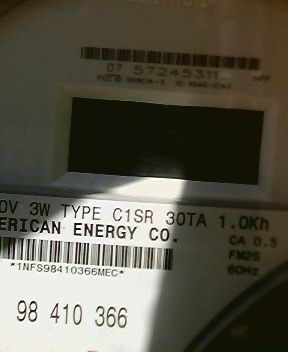 07 57245311
0V 3W TYPE C1SR 30TA 1.0Kh
ERICAN ENERGY CO.
CA 0.5
FM2S
60Hz
*1NFS98410366MEC*
98 410 366